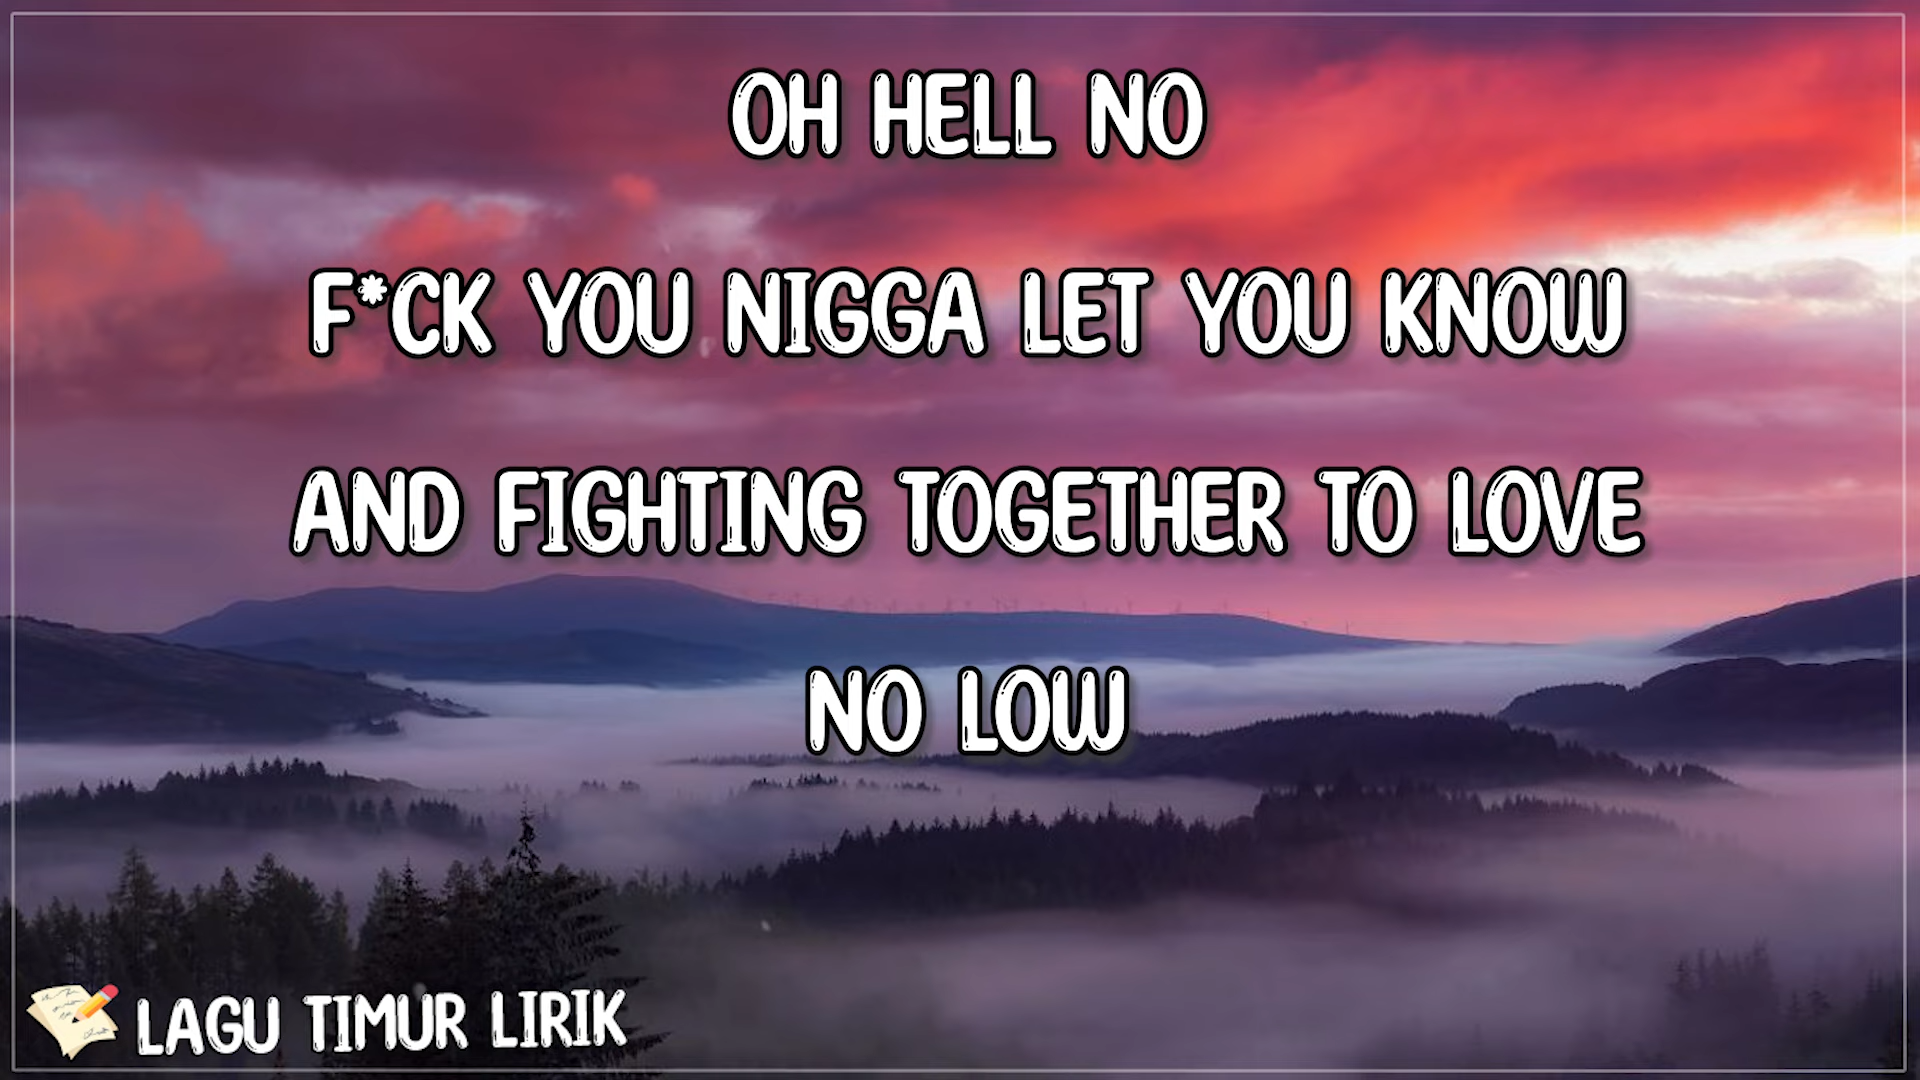 OH HELL NO
F*CK YOU NIGGA LET YOU KNOW
AND FIGHTING TOGETHER TO LOVE
NO LOW
LAGU TIMUR LIRIK